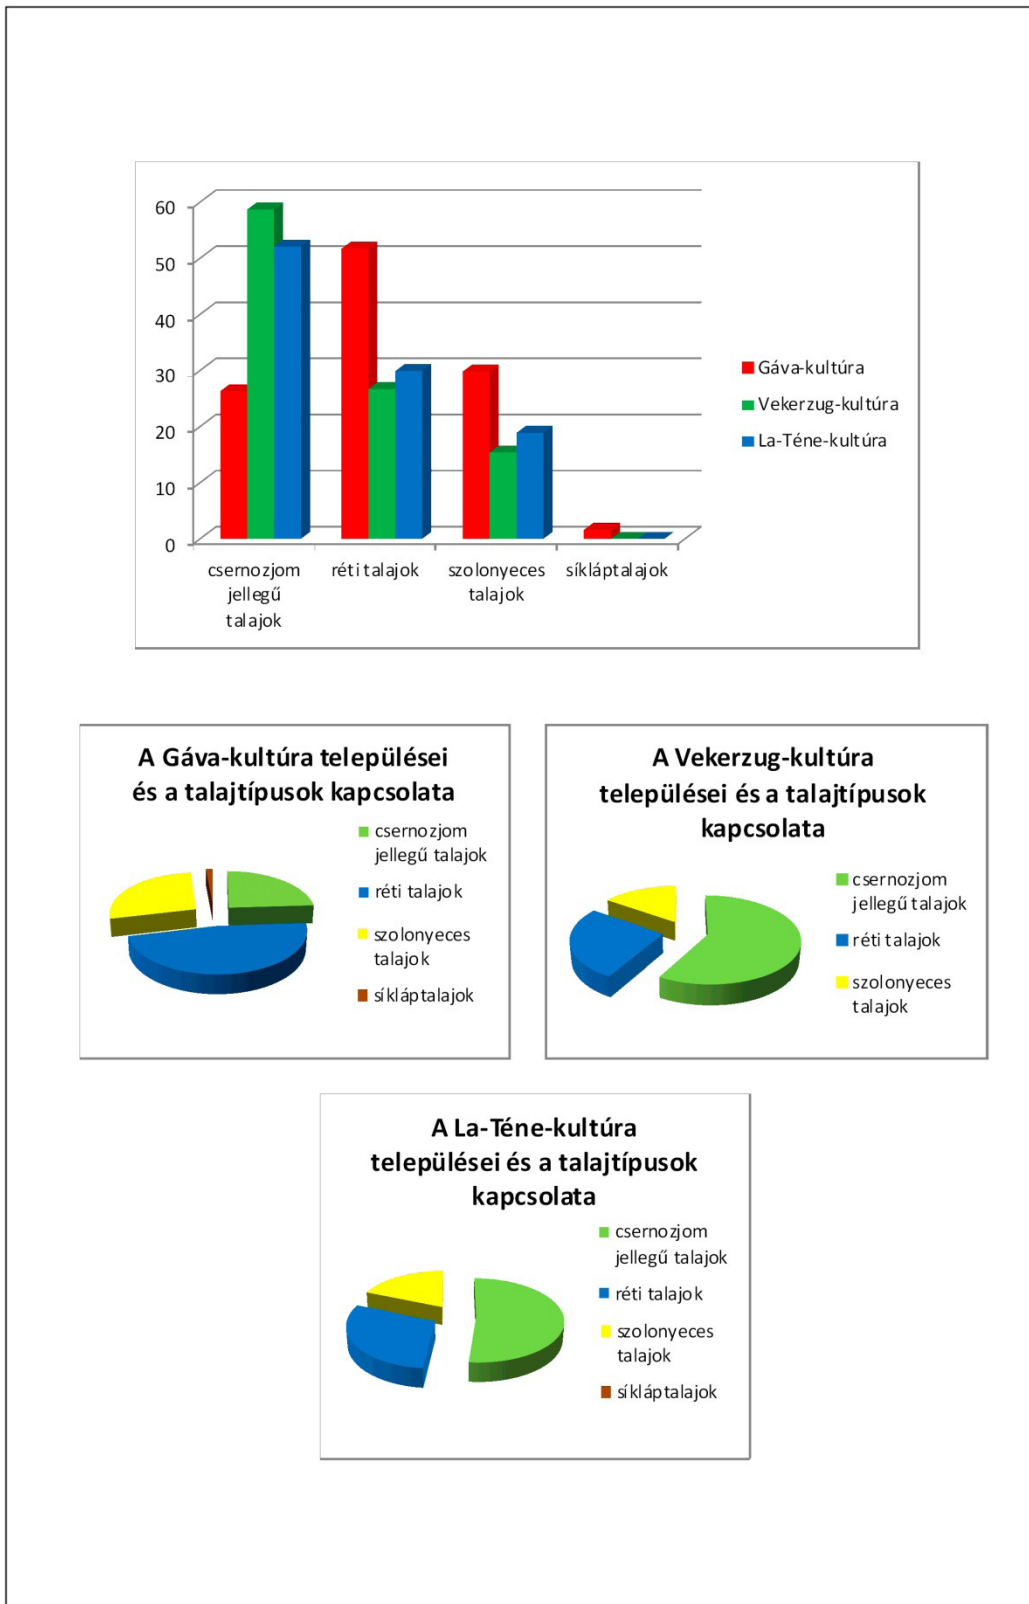 60
50
40
30
20
10
0
csernozjom
jellegű
talajok
réti talajok
szolonyeces
talajok
síkláptalajok
Gáva-kultúra
Vekerzug-kultúra
La-Téne-kultúra
A Gáva-kultúra települései
és a talajtípusok kapcsolata
csernozjom
jellegű talajok
réti talajok
szolonyeces
talajok
síkláptalajok
A Vekerzug-kultúra
települései és a talajtípusok
kapcsolata
csernozjom
jellegű talajok
réti talajok
szolonyeces
talajok
A La-Téne-kultúra
települései és a talajtípusok
kapcsolata
csernozjom
jellegű talajok
réti talajok
szolonyeces
talajok
síkláptalajok